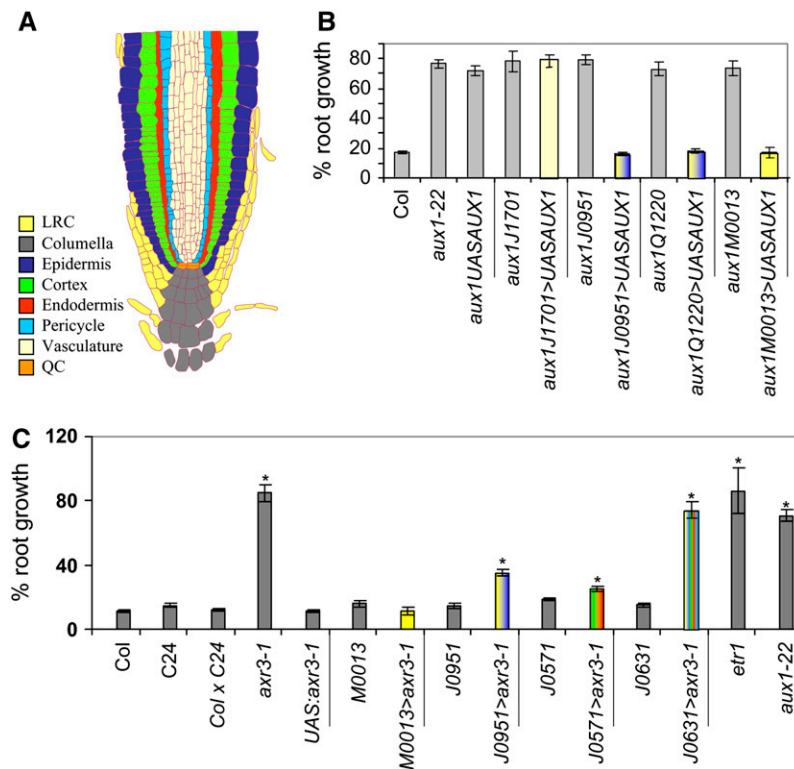 A
LRC
Columella
Epidermis
Cortex
Endodermis
Pericycle
Vasculature
QC
B
% root growth
80
60
40
20
0
Col
aux1-22
aux1UASAUX1
aux1J1701
aux1J1701>UASAUX1
aux1J0951
aux1J0951>UASAUX1
aux1Q1220
aux1Q1220>UASAUX1
aux1M0013
aux1M0013>UASAUX1
C
% root growth
120
80
40
0
*
*
*
*
*
*
Col
C24
Col x C24
axr3-1
UAS:axr3-1
M0013
M0013>axr3-1
J0951
J0951>axr3-1
J0571
J0571>axr3-1
J0631
J0631>axr3-1
etr1
aux1-22